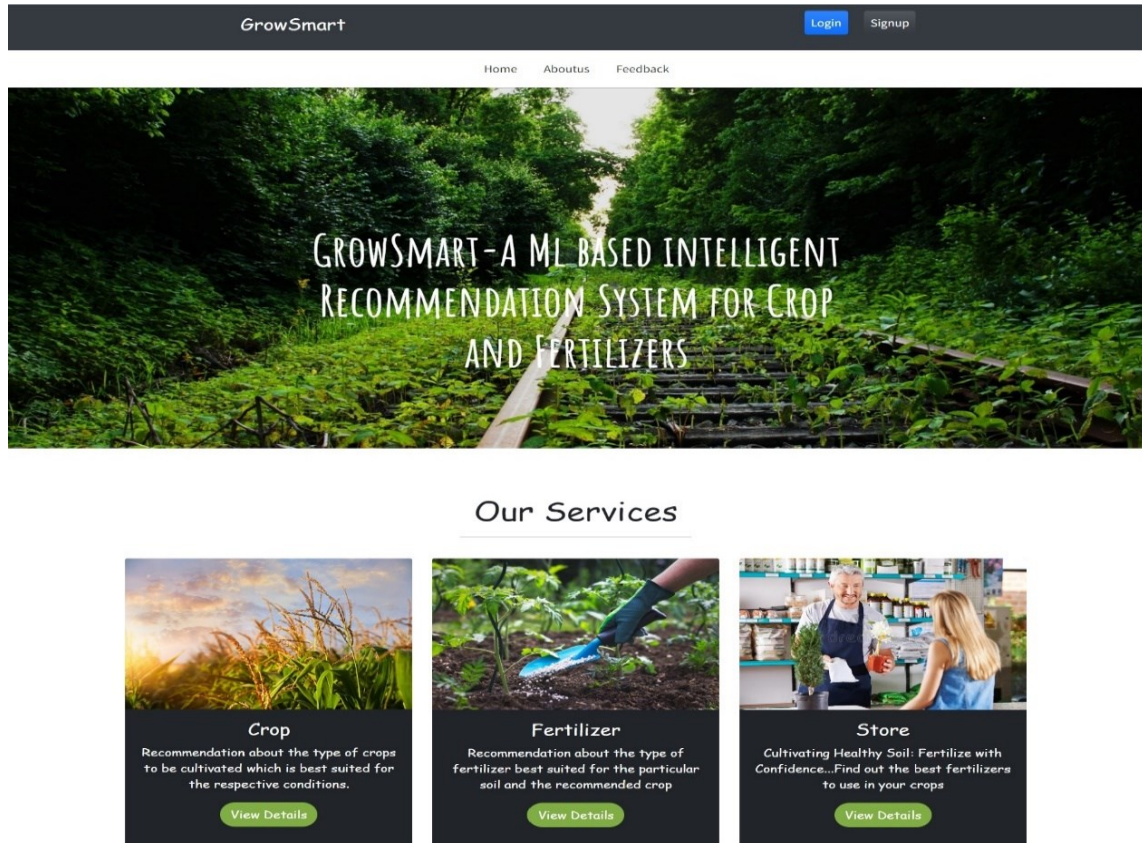 GrowSmart
Login Signup
Home Aboutus Feedback
GrowSmart-A Ml based intelligent
Recommendation System for Crop
and Fertilizers
Our Services
Crop
Recommendation about the type of crops
to be cultivated which is best suited for
the respective conditions.
View Details
Fertilizer
Recommendation about the type of
fertilizer best suited for the particular
soil and the recommended crop
View Details
Store
Cultivating Healthy Soil: Fertilize with
Confidence...Find out the best fertilizers
to use in your crops
View Details